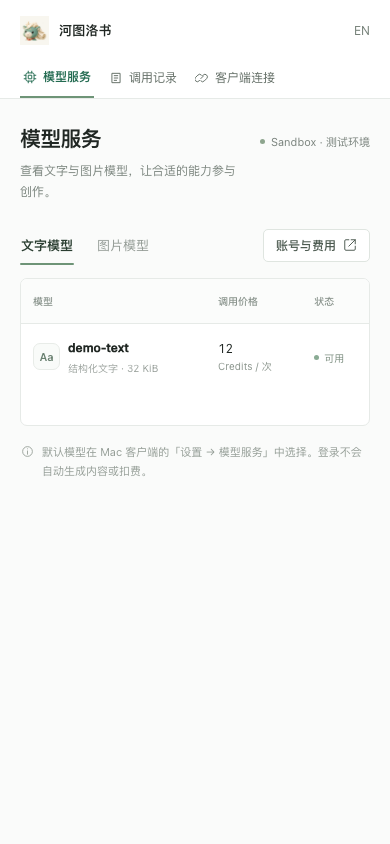 河图洛书
EN
模型服务
调用记录
客户端连接
模型服务
Sandbox · 测试环境
查看文字与图片模型，让合适的能力参与
创作。
文字模型
图片模型
账号与费用
模型
调用价格
状态
Aa
demo-text
结构化文字 · 32 KiB
12
Credits / 次
可用
默认模型在 Mac 客户端的「设置 → 模型服务」中选择。登录不会
自动生成内容或扣费。